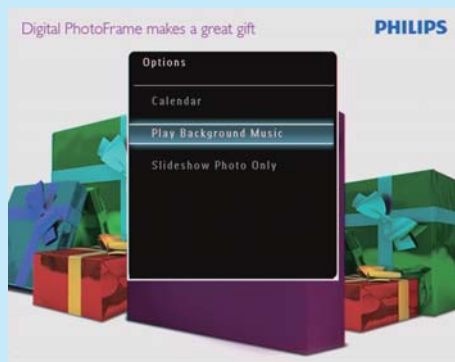 Digital PhotoFrame makes a great gift
PHILIPS
Options
Calendar
Play Background Music
Slideshow Photo Only